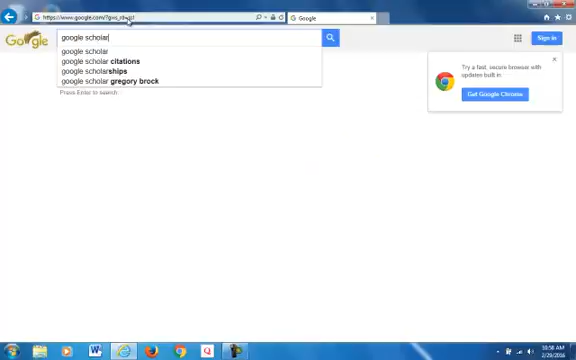 https://www.google.com/?gws_rd=ssl
Google
Google
google scholar
Sign in
google scholar
google scholar citations
google scholarships
google scholar gregory brock
Press Enter to search
Try a fast, secure browser with
updates built in
Get Google Chrome
10:58 AM
2/29/2016